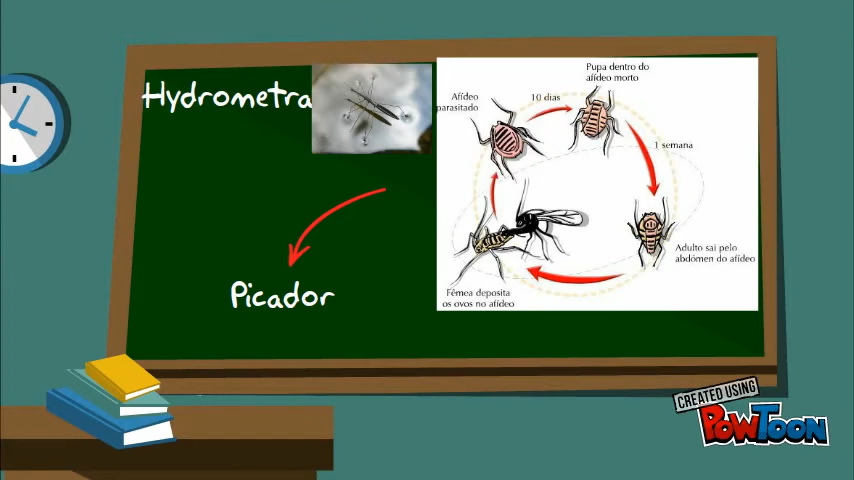 Hydrometra
Picador
Pupa dentro do
afídeo morto
Afídeo
parasitado
10 dias
1 semana
Adulto sai pelo
abdómen do afídeo
Fêmea deposita
os ovos no afídeo
CREATED USING
POWTOON